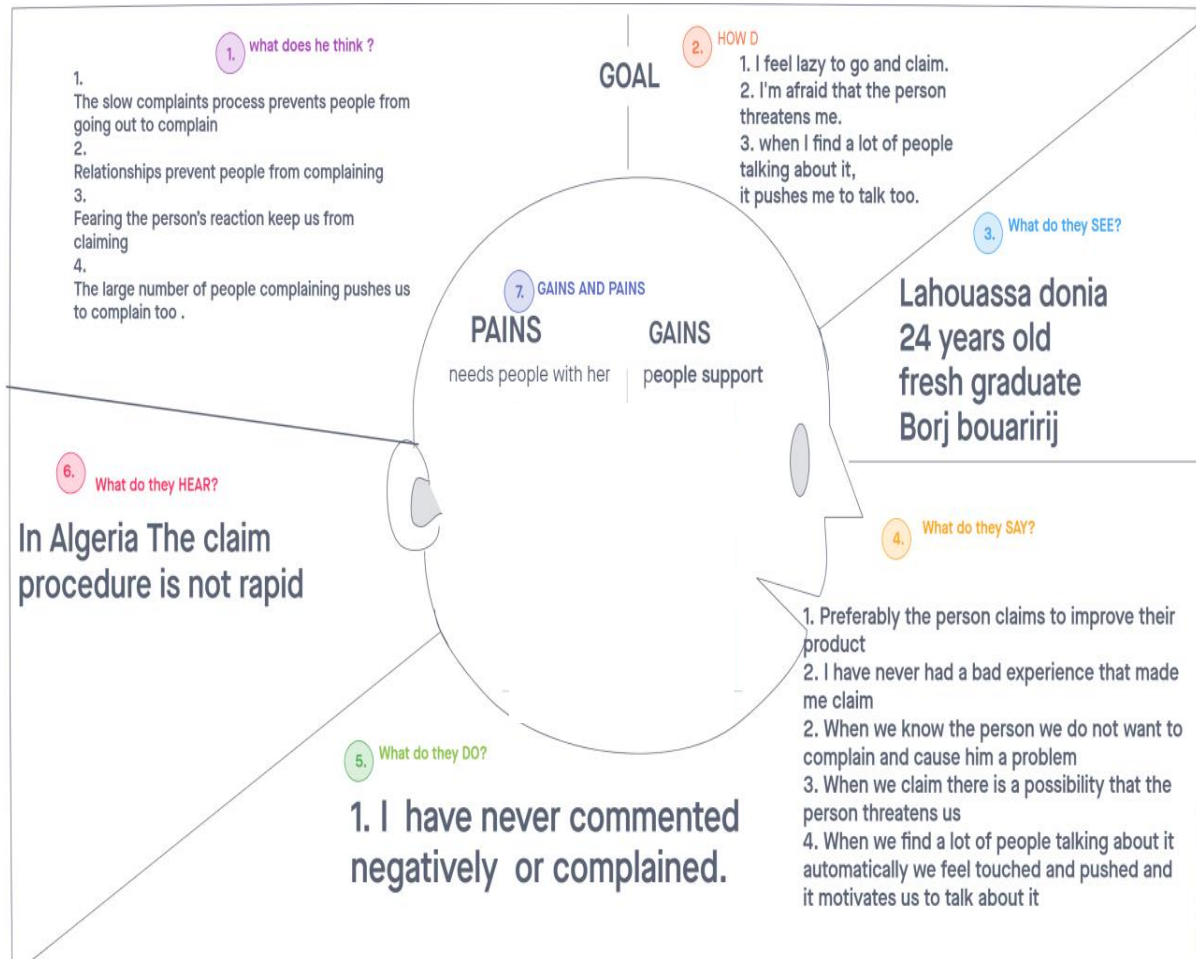 1. what does he think ?
1.
The slow complaints process prevents people from
going out to complain
2.
Relationships prevent people from complaining
3.
Fearing the person's reaction keep us from
claiming
4.
The large number of people complaining pushes us
to complain too .
GOAL
2. HOW D
1. I feel lazy to go and claim.
2. I'm afraid that the person
threatens me.
3. when I find a lot of people
talking about it,
it pushes me to talk too.
3. What do they SEE?
Lahouassa donia
24 years old
fresh graduate
Borj bouaririj
4. What do they SAY?
1. Preferably the person claims to improve their
product
2. I have never had a bad experience that made
me claim
2. When we know the person we do not want to
complain and cause him a problem
3. When we claim there is a possibility that the
person threatens us
4. When we find a lot of people talking about it
automatically we feel touched and pushed and
it motivates us to talk about it
5. What do they DO?
1. I have never commented
negatively or complained.
6. What do they HEAR?
In Algeria The claim
procedure is not rapid
7. GAINS AND PAINS
PAINS
needs people with her
GAINS
people support